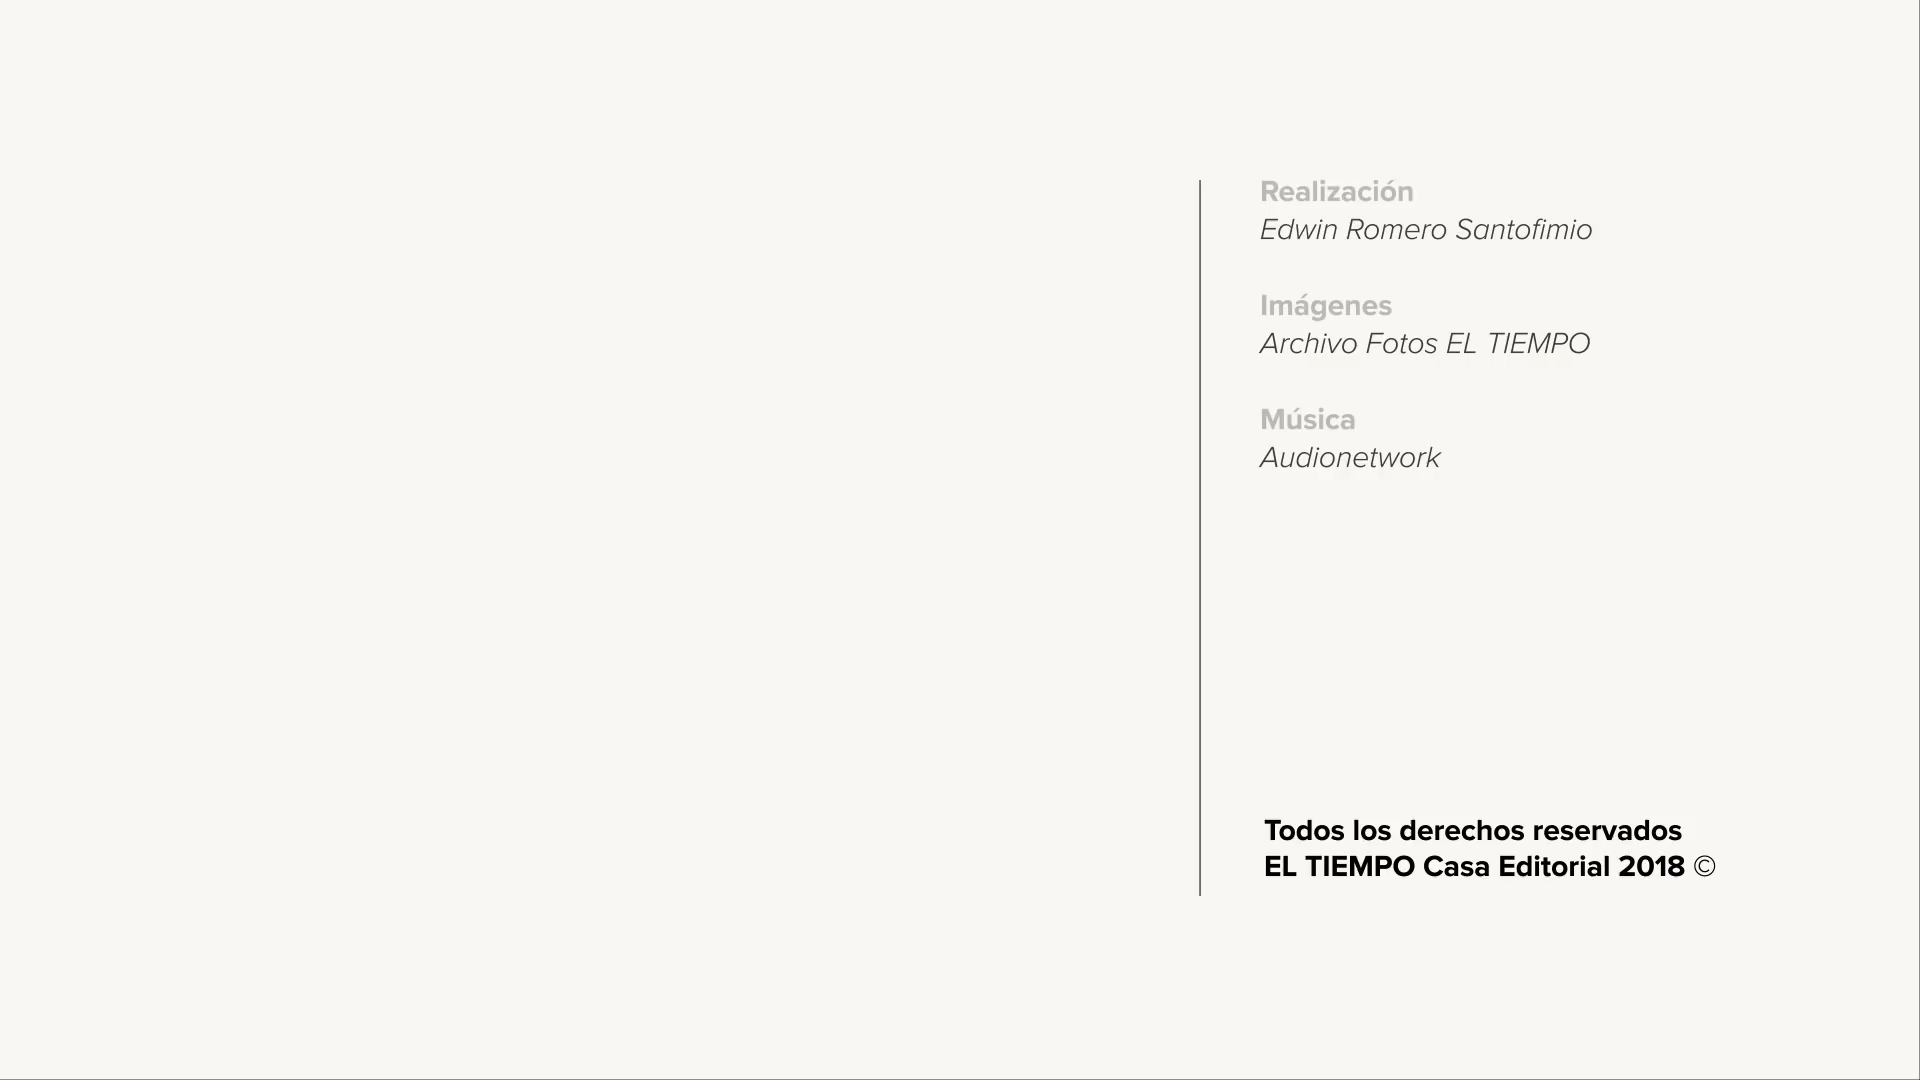 Realización
Edwin Romero Santofimio
Imágenes
Archivo Fotos EL TIEMPO
Música
Audionetwork
Todos los derechos reservados
EL TIEMPO Casa Editorial 2018 ©